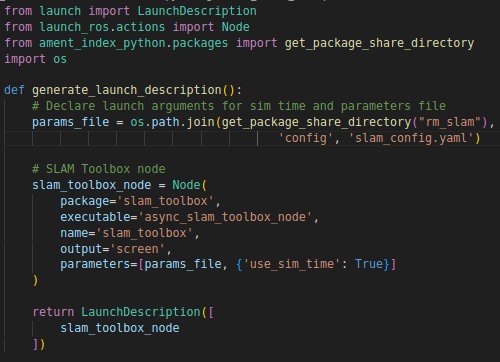 from launch import LaunchDescription
from launch_ros.actions import Node
from ament_index_python.packages import get_package_share_directory
import os

def generate_launch_description():
    # Declare launch arguments for sim time and parameters file
    params_file = os.path.join(get_package_share_directory("rm_slam"),
                                    'config', 'slam_config.yaml')

    # SLAM Toolbox node
    slam_toolbox_node = Node(
        package='slam_toolbox',
        executable='async_slam_toolbox_node',
        name='slam_toolbox',
        output='screen',
        parameters=[params_file, {'use_sim_time': True}]
    )

    return LaunchDescription([
        slam_toolbox_node
    ])